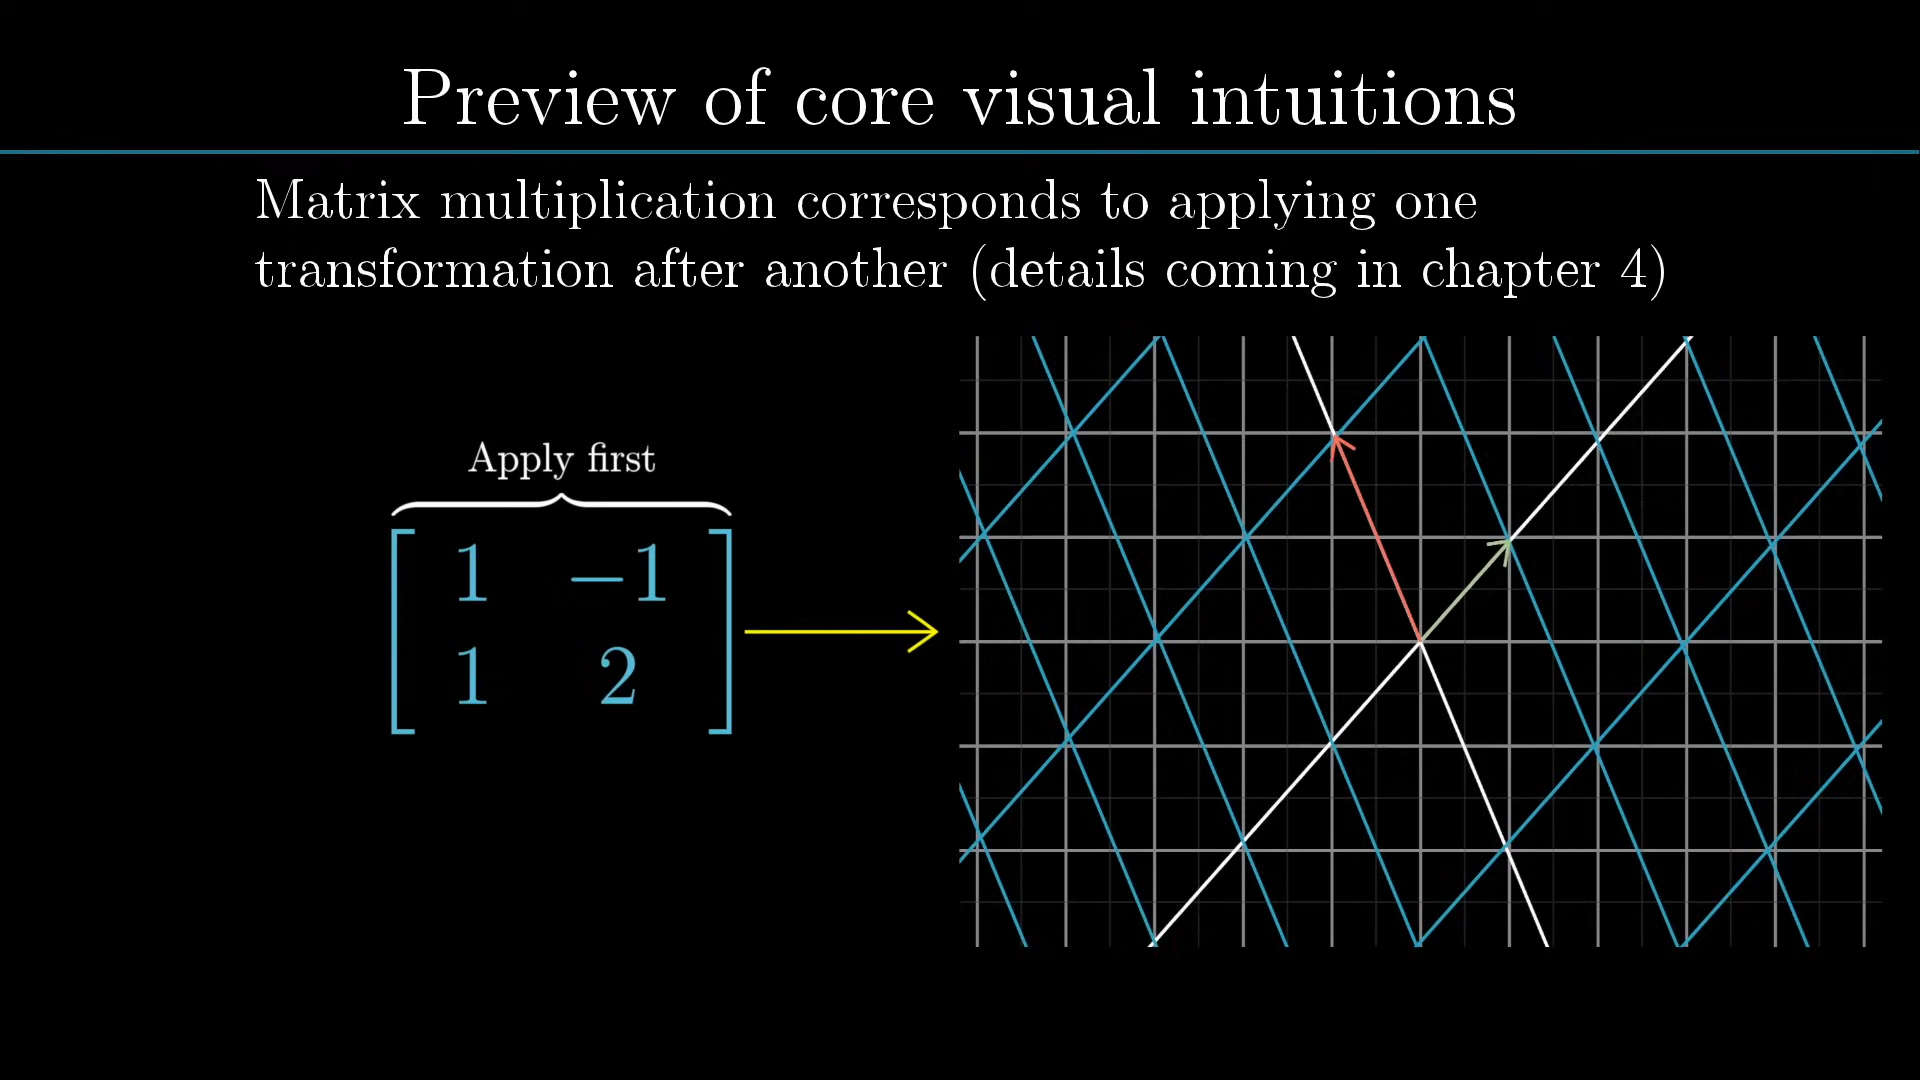 Preview of core visual intuitions
Matrix multiplication corresponds to applying one
transformation after another (details coming in chapter 4)
Apply first
1 −1
1 2